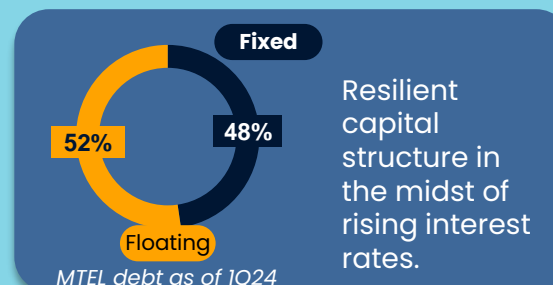 Fixed
52%
48%
Floating
MTEL debt as of 1Q24
Resilient
capital
structure in
the midst of
rising interest
rates.